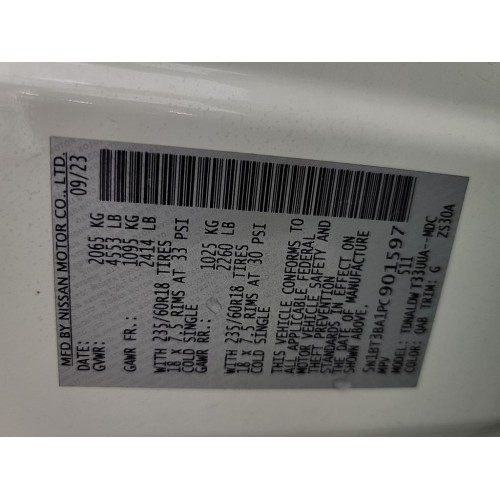 MFD BY NISSAN MOTOR CO., LTD.
DATE: 09/23
GVWR: 2065 KG
4553 LB
GAWR FR.: 1095 KG
2414 LB
WITH 235/60R18 TIRES
18 X 7.5 RIMS AT 33 PSI
COLD SINGLE
GAWR RR.: 1025 KG
2260 LB
WITH 235/60R18 TIRES
18 X 7.5 RIMS AT 30 PSI
COLD SINGLE
THIS VEHICLE CONFORMS TO
ALL APPLICABLE FEDERAL
MOTOR VEHICLE SAFETY AND
THEFT PREVENTION
STANDARDS IN EFFECT ON
THE DATE OF MANUFACTURE
SHOWN ABOVE.
5N1BT3BA1PC901597
MPV 511
MODEL: TDMALDW T33UUA--MDC
COLOR: QAB TRIM: G ZS30A